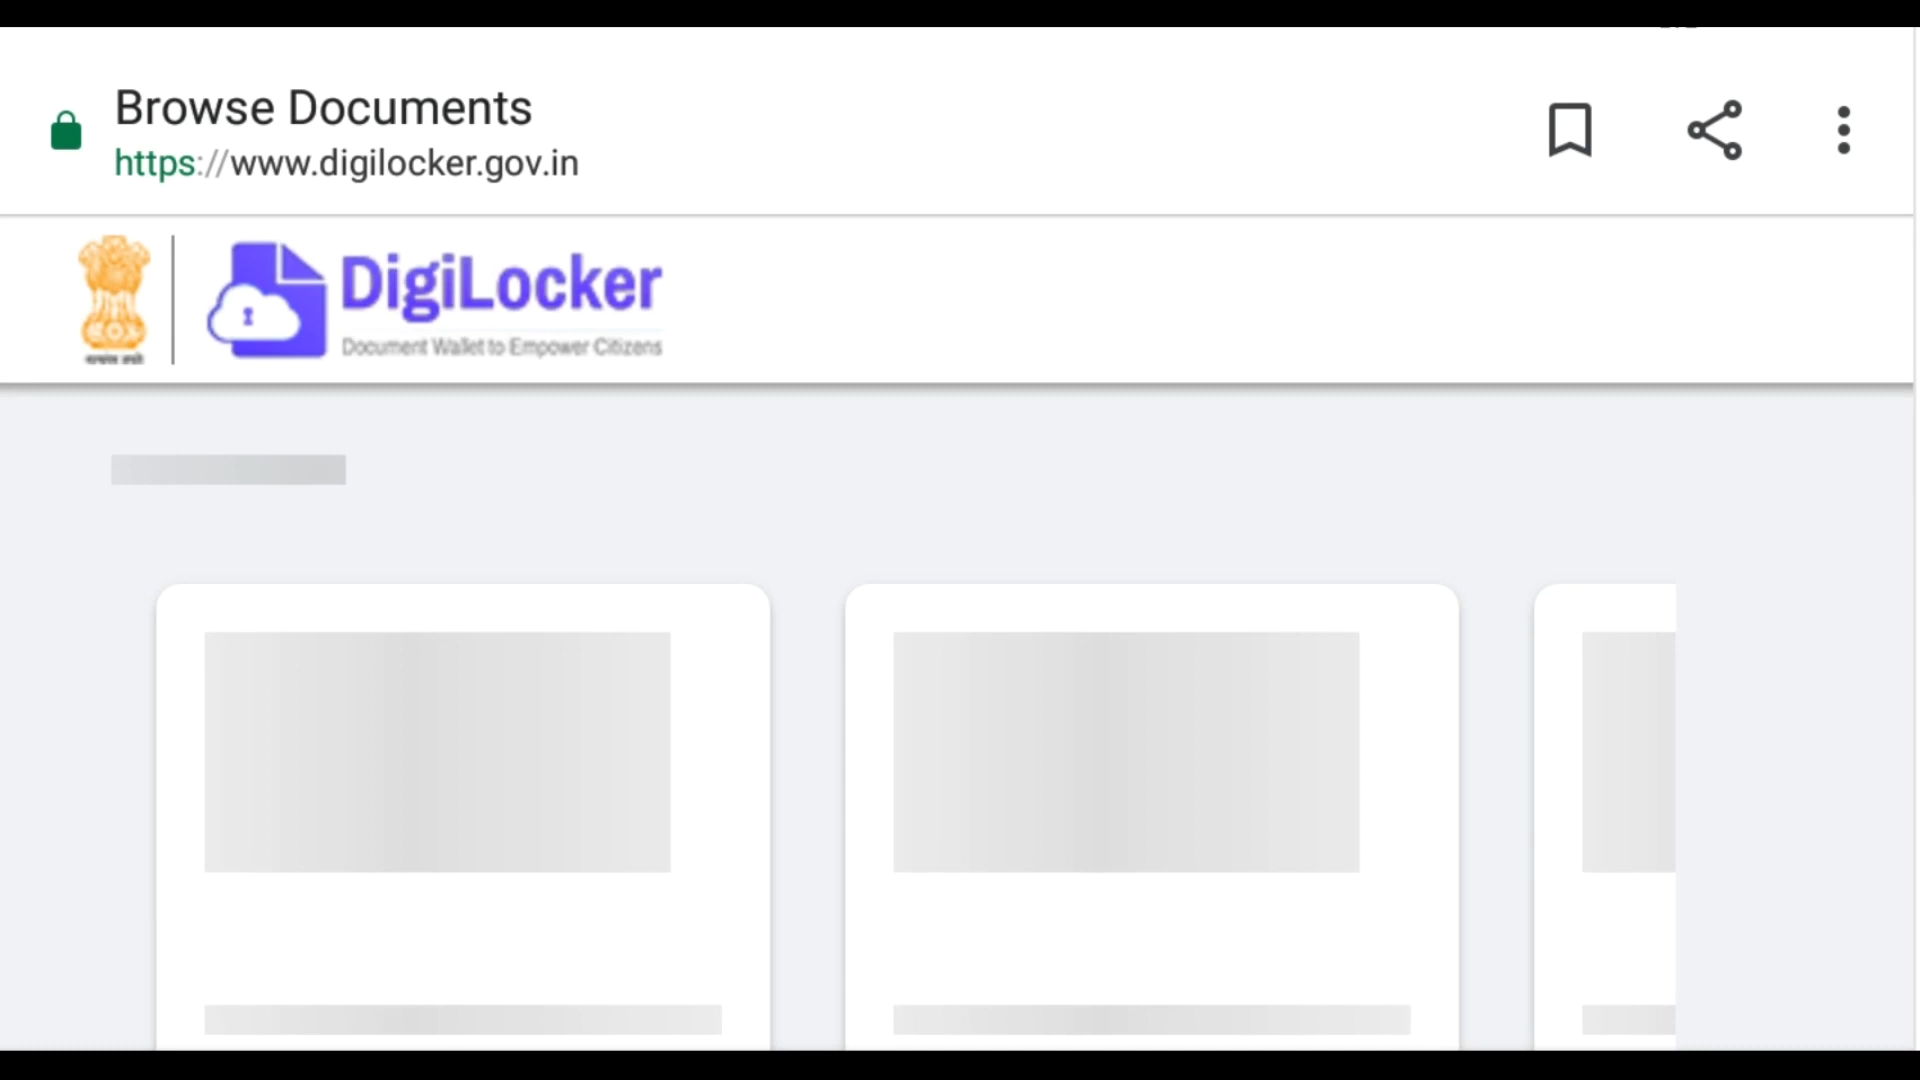 Browse Documents
https://www.digilocker.gov.in
DigiLocker
Document Wallet to Empower Citizens